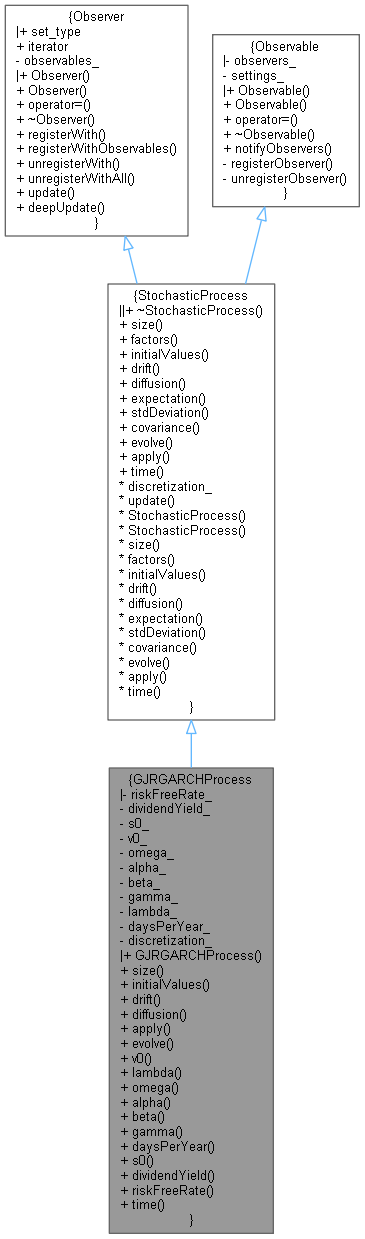 {Observer
|+ set_type
+ iterator
- observables_
|+ Observer()
+ Observer()
+ operator=()
+ ~Observer()
+ registerWith()
+ registerWithObservables()
+ unregisterWith()
+ unregisterWithAll()
+ update()
+ deepUpdate()
}
{Observable
|- observers_
- settings_
|+ Observable()
+ Observable()
+ operator=()
+ ~Observable()
+ notifyObservers()
- registerObserver()
- unregisterObserver()
}
{StochasticProcess
||+ ~StochasticProcess()
+ size()
+ factors()
+ initialValues()
+ drift()
+ diffusion()
+ expectation()
+ stdDeviation()
+ covariance()
+ evolve()
+ apply()
+ time()
* discretization_
* update()
* StochasticProcess()
* StochasticProcess()
* size()
* factors()
* initialValues()
* drift()
* diffusion()
* expectation()
* stdDeviation()
* covariance()
* evolve()
* apply()
* time()
}
{GJRGARCHProcess
|- riskFreeRate_
- dividendYield_
- s0_
- v0_
- omega_
- alpha_
- beta_
- gamma_
- lambda_
- daysPerYear_
- discretization_
|+ GJRGARCHProcess()
+ size()
+ initialValues()
+ drift()
+ diffusion()
+ apply()
+ evolve()
+ v0()
+ lambda()
+ omega()
+ alpha()
+ beta()
+ gamma()
+ daysPerYear()
+ s0()
+ dividendYield()
+ riskFreeRate()
+ time()
}